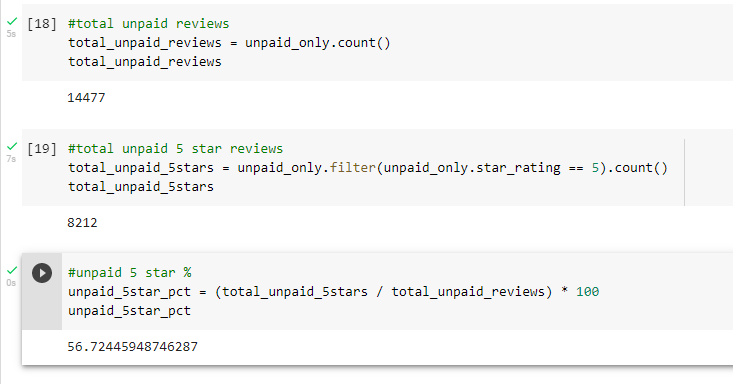 [18] #total unpaid reviews
5s
total_unpaid_reviews = unpaid_only.count()
total_unpaid_reviews
14477
[19] #total unpaid 5 star reviews
7s
total_unpaid_5stars = unpaid_only.filter(unpaid_only.star_rating == 5).count()
total_unpaid_5stars
8212
#unpaid 5 star %
0s
unpaid_5star_pct = (total_unpaid_5stars / total_unpaid_reviews) * 100
unpaid_5star_pct
56.72445948746287